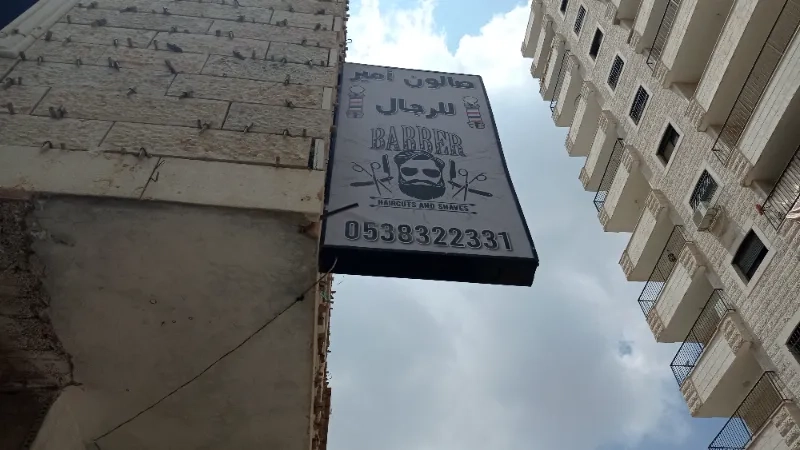 صالون أمير
للرجال
BARBER
HAIRCUTS AND SHAVES
0538322331